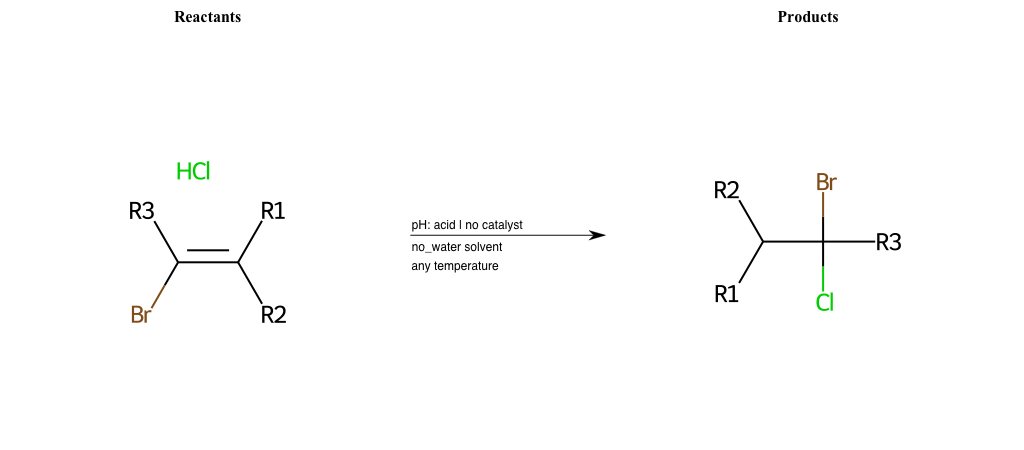 Reactants
Products
HCl
R3
R1
Br
R2
pH: acid | no catalyst
no_water solvent
any temperature
R2
Br
R3
R1
Cl